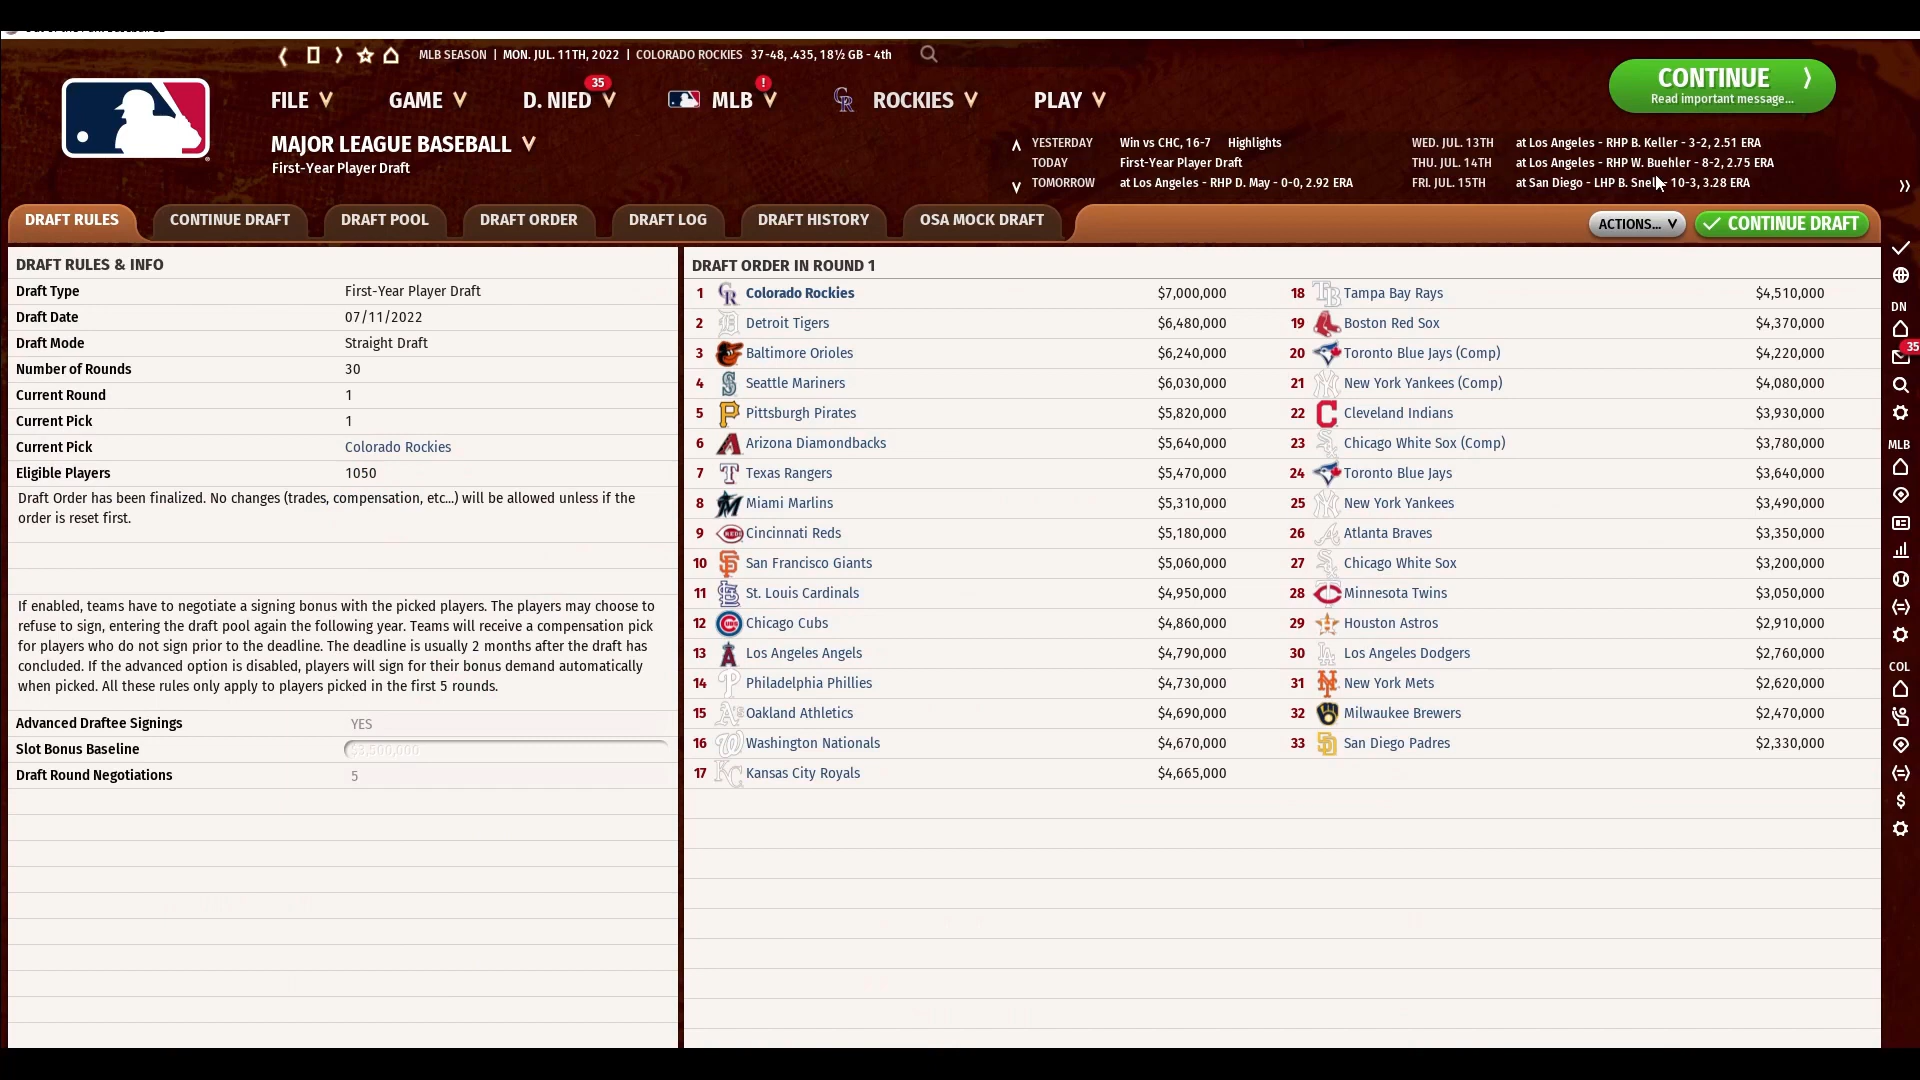 MLB SEASON | MON. JUL. 11TH, 2022 | COLORADO ROCKIES 37-48, .435, 18½ GB - 4th
FILE GAME D. NIED 35 MLB ! ROCKIES PLAY
CONTINUE
Read important message...
MAJOR LEAGUE BASEBALL
First-Year Player Draft
YESTERDAY Win vs CHC, 16-7 Highlights WED. JUL. 13TH at Los Angeles - RHP B. Keller - 3-2, 2.51 ERA
TODAY First-Year Player Draft THU. JUL. 14TH at Los Angeles - RHP W. Buehler - 8-2, 2.75 ERA
TOMORROW at Los Angeles - RHP D. May - 0-0, 2.92 ERA FRI. JUL. 15TH at San Diego - LHP B. Snell - 10-3, 3.28 ERA
DRAFT RULES CONTINUE DRAFT DRAFT POOL DRAFT ORDER DRAFT LOG DRAFT HISTORY OSA MOCK DRAFT ACTIONS... CONTINUE DRAFT
DRAFT RULES & INFO
Draft Type First-Year Player Draft
Draft Date 07/11/2022
Draft Mode Straight Draft
Number of Rounds 30
Current Round 1
Current Pick 1
Current Pick Colorado Rockies
Eligible Players 1050
Draft Order has been finalized. No changes (trades, compensation, etc...) will be allowed unless if the
order is reset first.
If enabled, teams have to negotiate a signing bonus with the picked players. The players may choose to
refuse to sign, entering the draft pool again the following year. Teams will receive a compensation pick
for players who do not sign prior to the deadline. The deadline is usually 2 months after the draft has
concluded. If the advanced option is disabled, players will sign for their bonus demand automatically
when picked. All these rules only apply to players picked in the first 5 rounds.
Advanced Draftee Signings YES
Slot Bonus Baseline $3,500,000
Draft Round Negotiations 5
DRAFT ORDER IN ROUND 1
1 Colorado Rockies $7,000,000
2 Detroit Tigers $6,480,000
3 Baltimore Orioles $6,240,000
4 Seattle Mariners $6,030,000
5 Pittsburgh Pirates $5,820,000
6 Arizona Diamondbacks $5,640,000
7 Texas Rangers $5,470,000
8 Miami Marlins $5,310,000
9 Cincinnati Reds $5,180,000
10 San Francisco Giants $5,060,000
11 St. Louis Cardinals $4,950,000
12 Chicago Cubs $4,860,000
13 Los Angeles Angels $4,790,000
14 Philadelphia Phillies $4,730,000
15 Oakland Athletics $4,690,000
16 Washington Nationals $4,670,000
17 Kansas City Royals $4,665,000
18 Tampa Bay Rays $4,510,000
19 Boston Red Sox $4,370,000
20 Toronto Blue Jays (Comp) $4,220,000
21 New York Yankees (Comp) $4,080,000
22 Cleveland Indians $3,930,000
23 Chicago White Sox (Comp) $3,780,000
24 Toronto Blue Jays $3,640,000
25 New York Yankees $3,490,000
26 Atlanta Braves $3,350,000
27 Chicago White Sox $3,200,000
28 Minnesota Twins $3,050,000
29 Houston Astros $2,910,000
30 Los Angeles Dodgers $2,760,000
31 New York Mets $2,620,000
32 Milwaukee Brewers $2,470,000
33 San Diego Padres $2,330,000
DN
35
MLB
COL